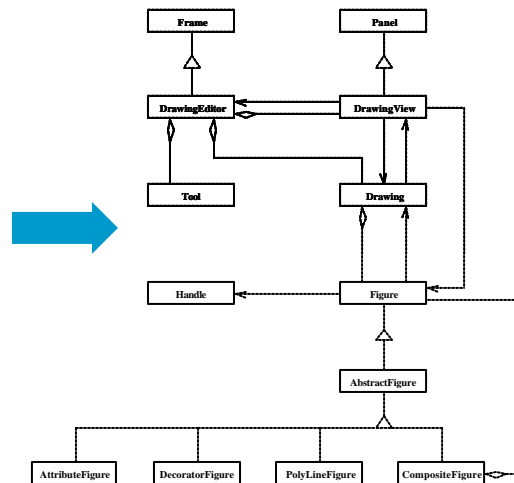 Frame
Panel
DrawingEditor
DrawingView
Tool
Drawing
Handle
Figure
AbstractFigure
AttributeFigure
DecoratorFigure
PolyLineFigure
CompositeFigure